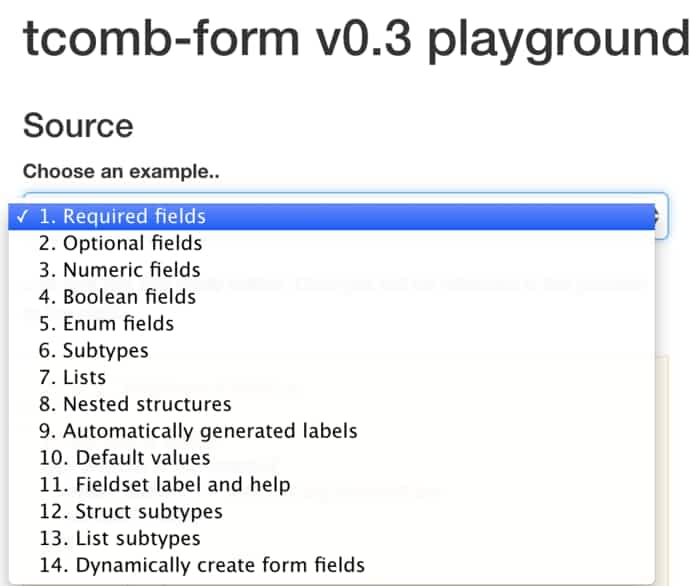 tcomb-form v0.3 playground
Source
Choose an example..
✓ 1. Required fields
2. Optional fields
3. Numeric fields
4. Boolean fields
5. Enum fields
6. Subtypes
7. Lists
8. Nested structures
9. Automatically generated labels
10. Default values
11. Fieldset label and help
12. Struct subtypes
13. List subtypes
14. Dynamically create form fields